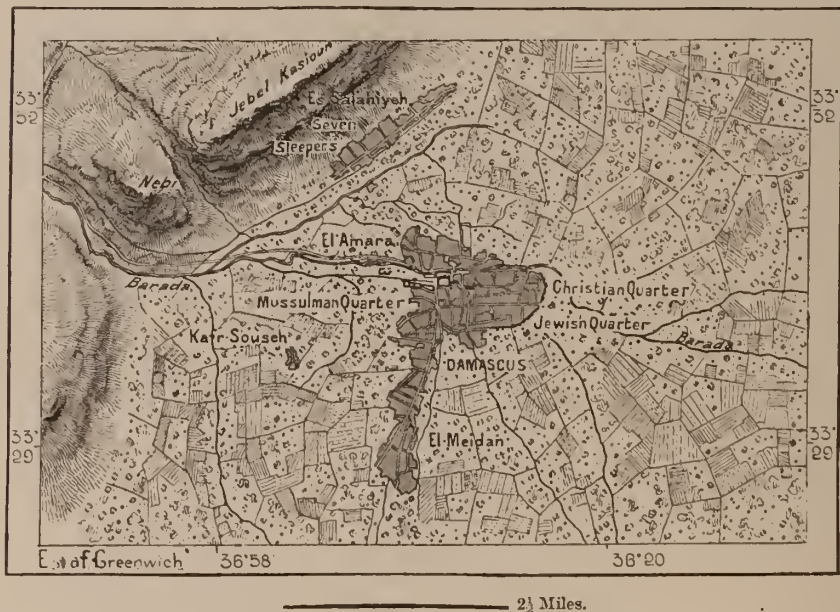 33°
32
Jebel Kasioun
Es Salahiyeh
Seven
Sleepers
33°
32
Nebi
El'Amara
Barada
Mussulman Quarter
Christian Quarter
Jewish Quarter
Barada
Kafr Souseh
DAMASCUS
El-Meidan
33°
29
33°
29
E. of Greenwich
36°58
36°20
2½ Miles.